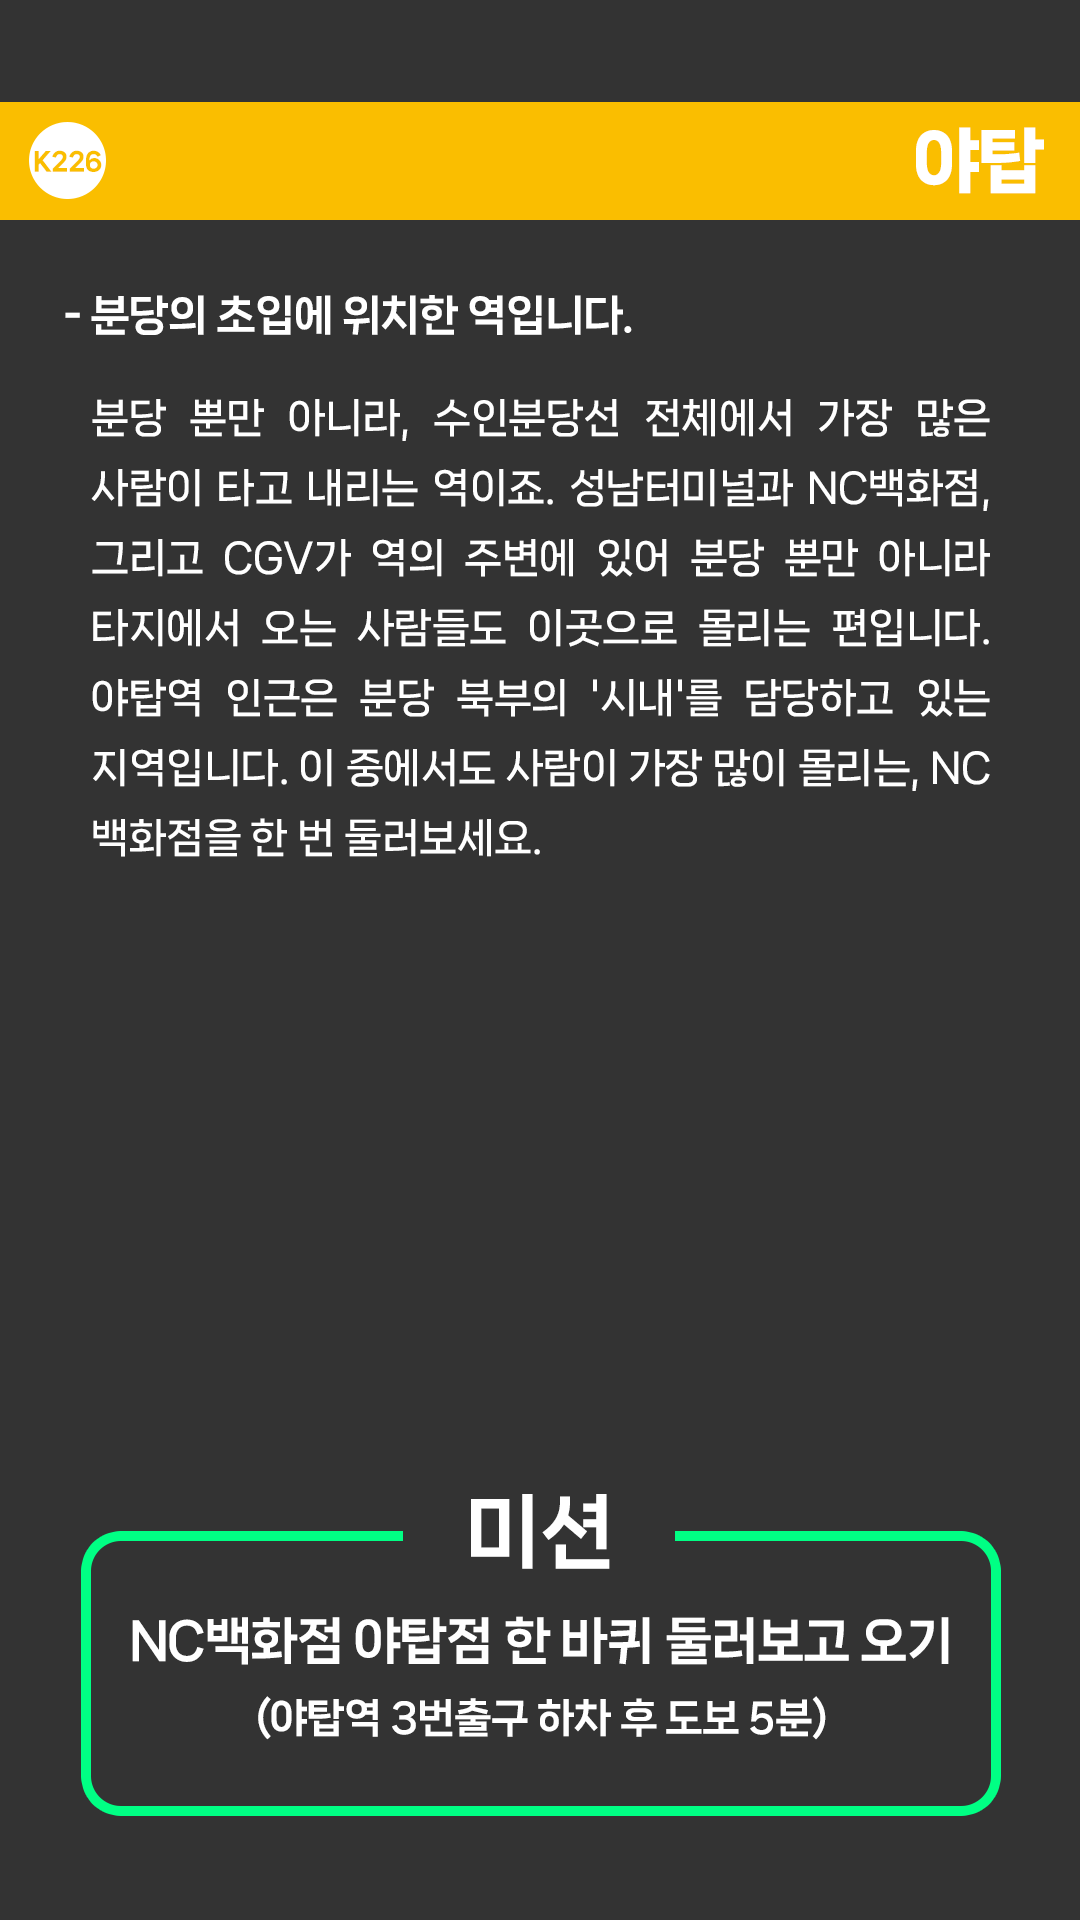 K226
야탑
- 분당의 초입에 위치한 역입니다.
분당 뿐만 아니라, 수인분당선 전체에서 가장 많은
사람이 타고 내리는 역이죠. 성남터미널과 NC백화점,
그리고 CGV가 역의 주변에 있어 분당 뿐만 아니라
타지에서 오는 사람들도 이곳으로 몰리는 편입니다.
야탑역 인근은 분당 북부의 '시내'를 담당하고 있는
지역입니다. 이 중에서도 사람이 가장 많이 몰리는, NC
백화점을 한 번 둘러보세요.
미션
NC백화점 야탑점 한 바퀴 둘러보고 오기
(야탑역 3번출구 하차 후 도보 5분)